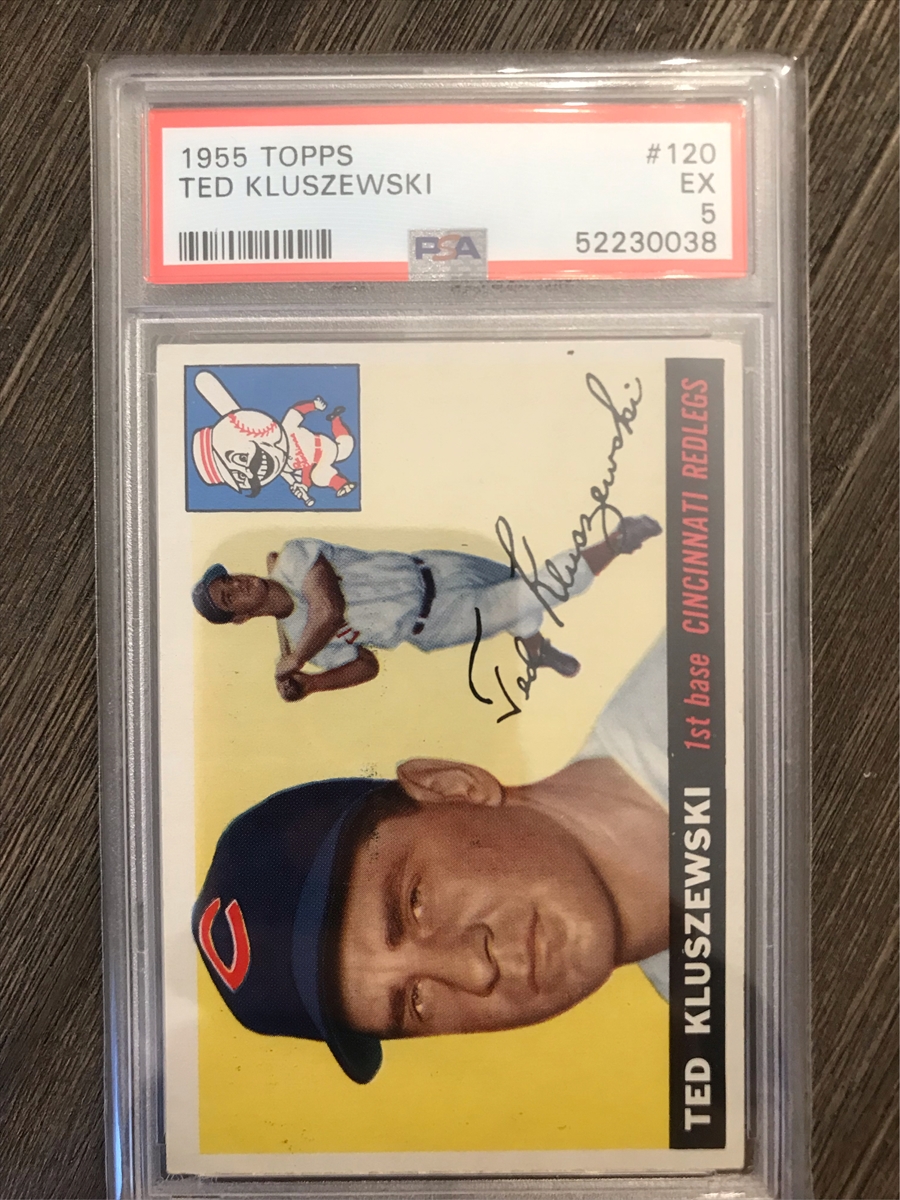 1955 TOPPS #120
TED KLUSZEWSKI EX
5
52230038
PSA
C
Ted Kluszewski
TED KLUSZEWSKI 1st base CINCINNATI REDLEGS